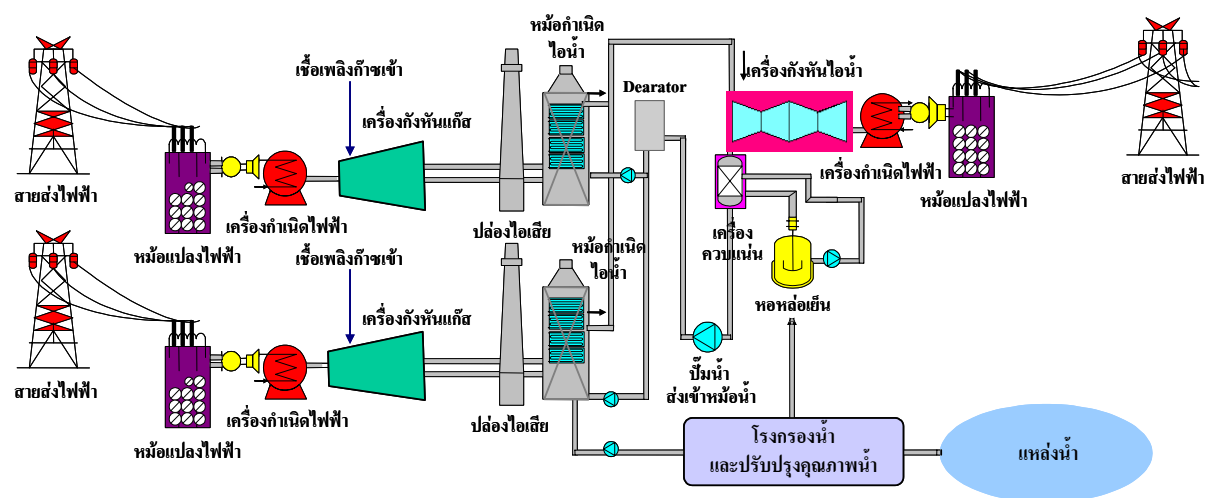 หม้อกำเนิด
ไอน้ำ
เชื้อเพลิงก๊าซเข้า
เครื่องกังหันไอน้ำ
Dearator
เครื่องกังหันแก๊ส
สายส่งไฟฟ้า
เครื่องกำเนิดไฟฟ้า
หม้อแปลงไฟฟ้า
ปล่องไอเสีย
เครื่องกำเนิดไฟฟ้า
หม้อแปลงไฟฟ้า
สายส่งไฟฟ้า
เครื่อง
ควบแน่น
หม้อกำเนิด
ไอน้ำ
เชื้อเพลิงก๊าซเข้า
หอหล่อเย็น
เครื่องกังหันแก๊ส
สายส่งไฟฟ้า
เครื่องกำเนิดไฟฟ้า
หม้อแปลงไฟฟ้า
ปล่องไอเสีย
ปั๊มน้ำ
ส่งเข้าหม้อน้ำ
โรงกรองน้ำ
และปรับปรุงคุณภาพน้ำ
แหล่งน้ำ